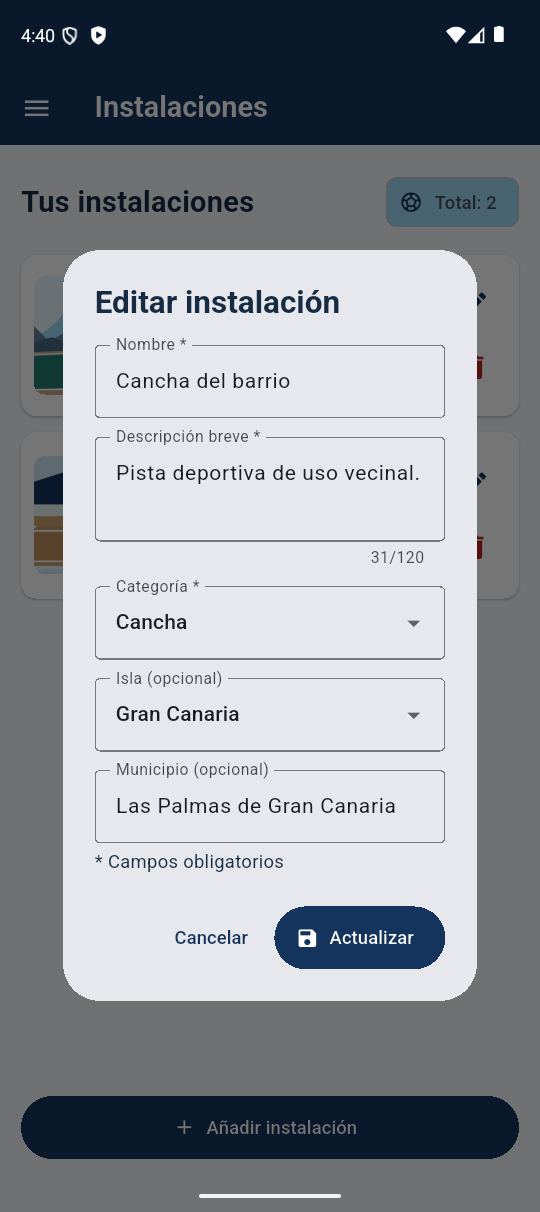 4:40
Instalaciones
Tus instalaciones
Total: 2
Editar instalación
Nombre *
Cancha del barrio
Descripción breve *
Pista deportiva de uso vecinal.
31/120
Categoría *
Cancha
Isla (opcional)
Gran Canaria
Municipio (opcional)
Las Palmas de Gran Canaria
* Campos obligatorios
Cancelar
Actualizar
Añadir instalación